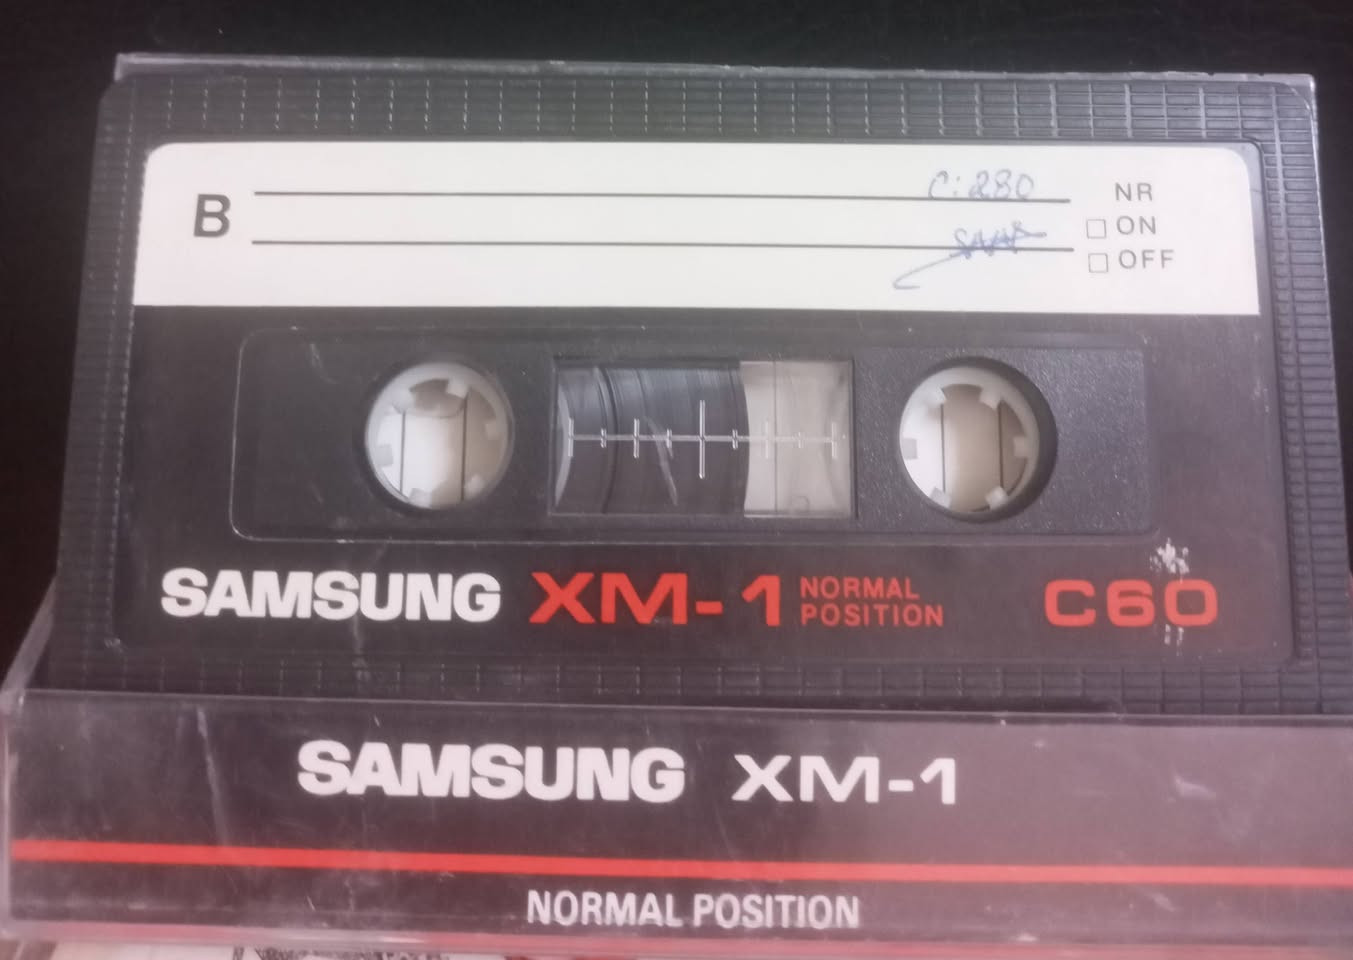 C:280
B
NR
ON
OFF
SAMSUNG XM-1 NORMAL POSITION C60
SAMSUNG XM-1
NORMAL POSITION